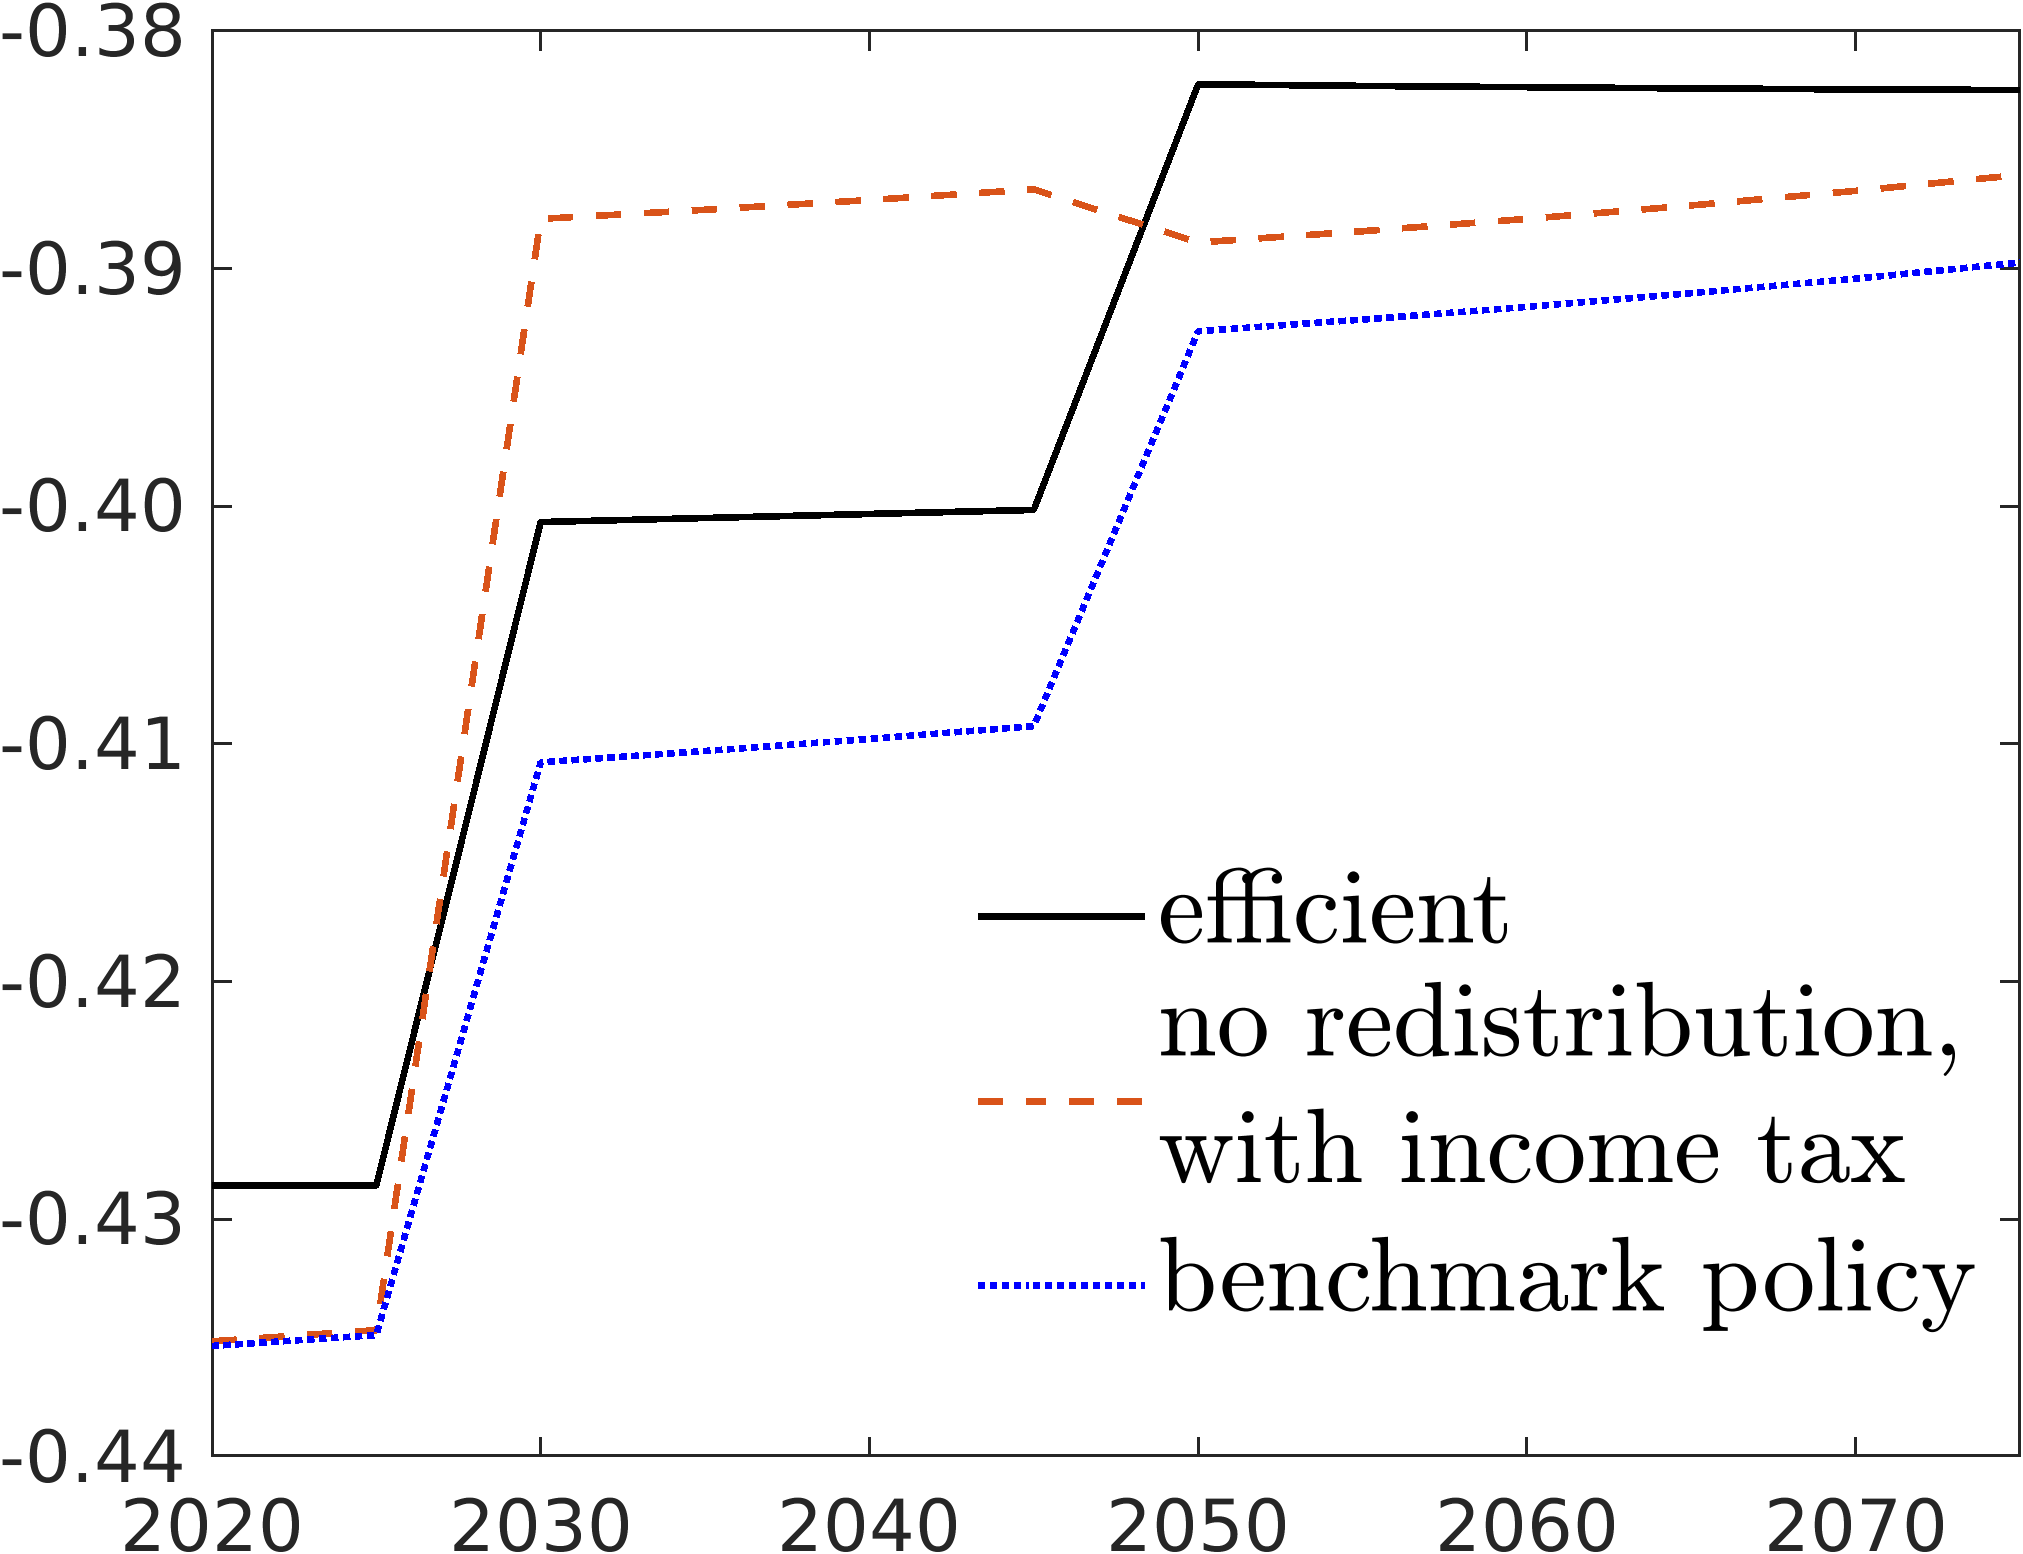 -0.38
-0.39
-0.40
-0.41
-0.42
-0.43
-0.44
efficient
no redistribution,
with income tax
benchmark policy
2020 2030 2040 2050 2060 2070